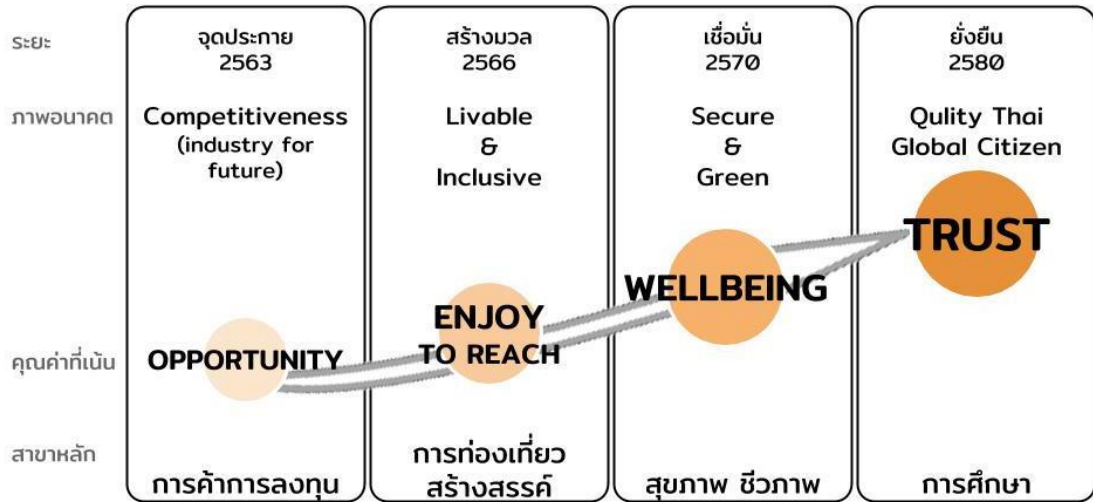 ระยะ
จุดประกาย
2563
สร้างมวล
2566
เชื่อมั่น
2570
ยั่งยืน
2580
ภาพอนาคต
Competitiveness
(industry for
future)
Livable
&
Inclusive
Secure
&
Green
Qulity Thai
Global Citizen
คุณค่าที่เน้น
OPPORTUNITY
ENJOY
TO REACH
WELLBEING
TRUST
สาขาหลัก
การค้าการลงทุน
การท่องเที่ยว
สร้างสรรค์
สุขภาพ ชีวภาพ
การศึกษา